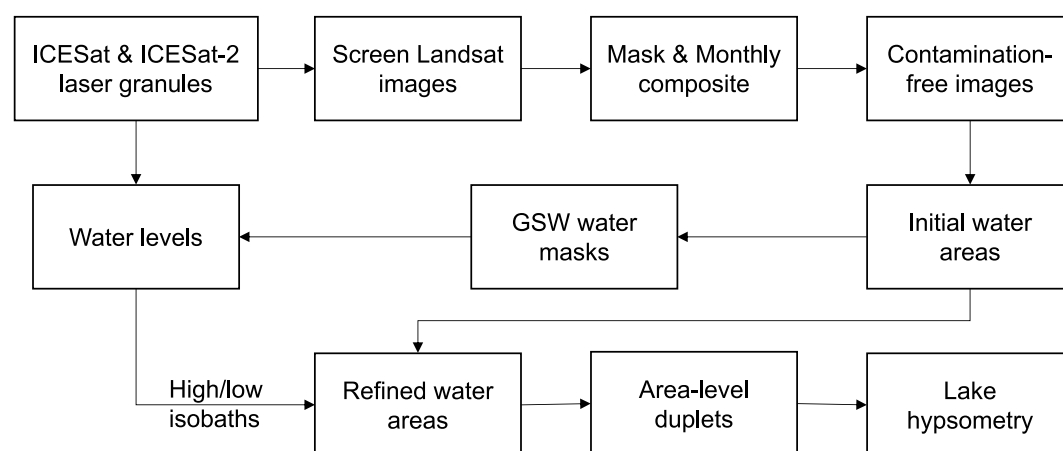 ICESat & ICESat-2
laser granules
Screen Landsat
images
Mask & Monthly
composite
Contamination-
free images
Water levels
GSW water
masks
Initial water
areas
High/low
isobaths
Refined water
areas
Area-level
duplets
Lake
hypsometry